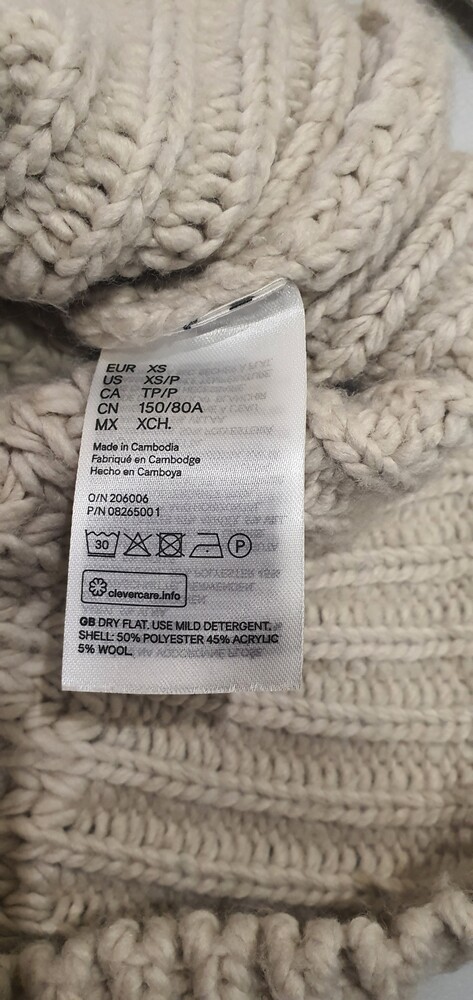 EUR XS
US XS/P
CA TP/P
CN 150/80A
MX XCH.
Made in Cambodia
Fabriqué en Cambodge
Hecho en Camboya
O/N 206006
P/N 08265001
30 P
clevercare.info
GB DRY FLAT. USE MILD DETERGENT.
SHELL: 50% POLYESTER 45% ACRYLIC
5% WOOL.